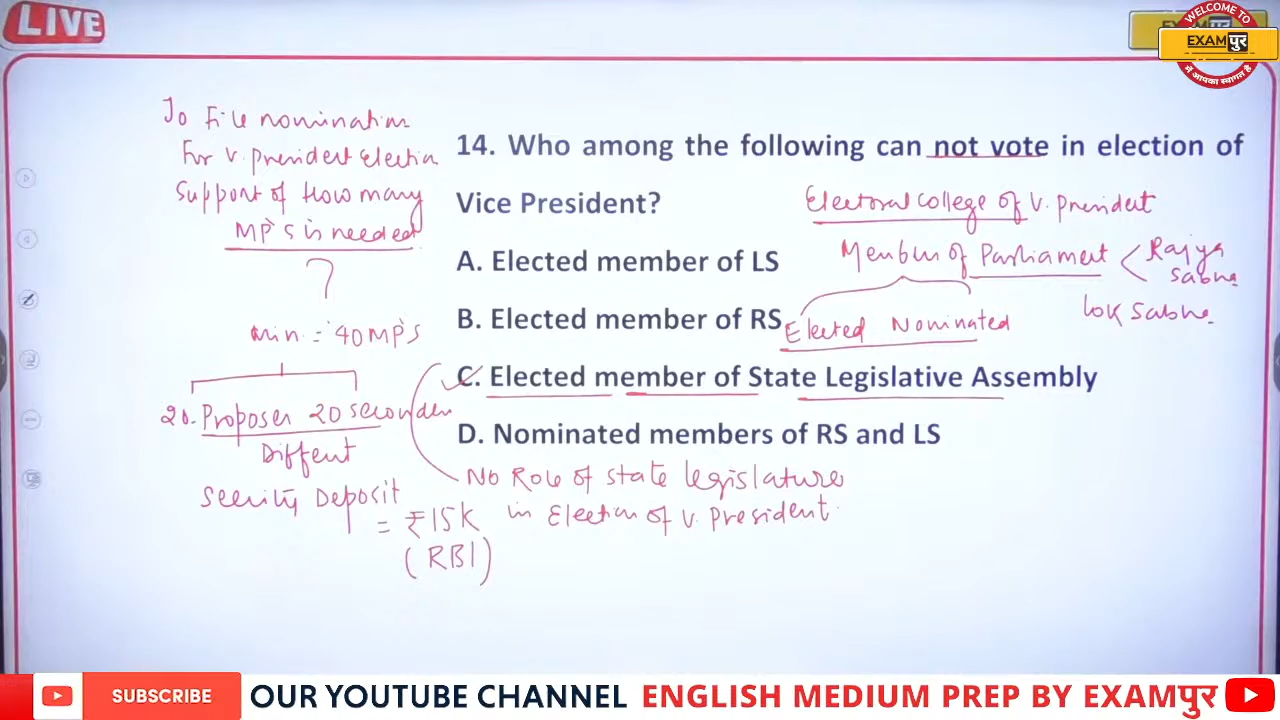 LIVE
WELCOME TO
EXAMपुर
में आपका स्वागत है
To File nomination
For V. President Election
Support of How many
MP's is needed
?
Min = 40 MP's
20. Proposer 20 seconder
Diffent
Seurity Deposit
= ₹15K
(RBI)
14. Who among the following can not vote in election of
Vice President?
Electoral College of V. President
A. Elected member of LS
Member of Parliament
Rajya
Sabha
Lok Sabha
B. Elected member of RS
Elected Nominated
C. Elected member of State Legislative Assembly
D. Nominated members of RS and LS
No Role of state legislature
in Election of V. President
SUBSCRIBE
OUR YOUTUBE CHANNEL ENGLISH MEDIUM PREP BY EXAMपुर